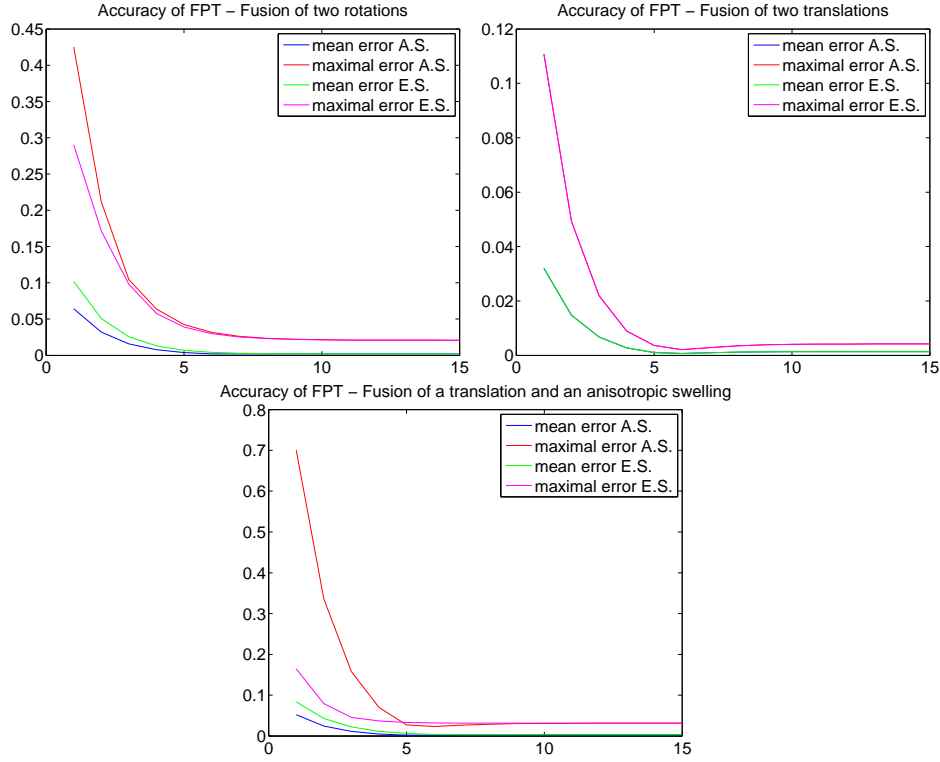 Accuracy of FPT − Fusion of two rotations
0.45
0.4
0.35
0.3
0.25
0.2
0.15
0.1
0.05
0
0 5 10 15
mean error A.S.
maximal error A.S.
mean error E.S.
maximal error E.S.
Accuracy of FPT − Fusion of two translations
0.12
0.1
0.08
0.06
0.04
0.02
0
0 5 10 15
mean error A.S.
maximal error A.S.
mean error E.S.
maximal error E.S.
Accuracy of FPT − Fusion of a translation and an anisotropic swelling
0.8
0.7
0.6
0.5
0.4
0.3
0.2
0.1
0
0 5 10 15
mean error A.S.
maximal error A.S.
mean error E.S.
maximal error E.S.